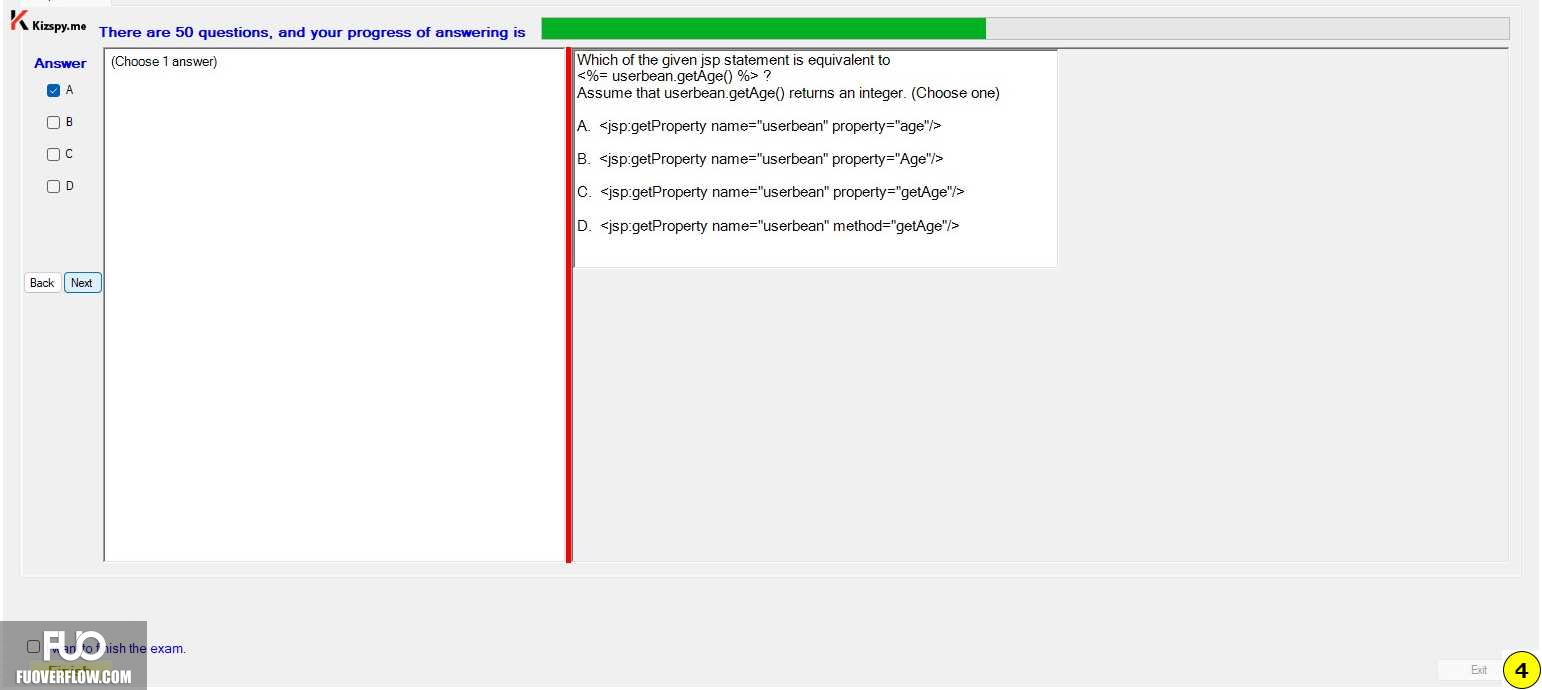 Kizspy.me
There are 50 questions, and your progress of answering is
Answer
A
B
C
D
Back
Next
(Choose 1 answer)
Which of the given jsp statement is equivalent to
<%= userbean.getAge() %> ?
Assume that userbean.getAge() returns an integer. (Choose one)
A. <jsp:getProperty name="userbean" property="age"/>
B. <jsp:getProperty name="userbean" property="Age"/>
C. <jsp:getProperty name="userbean" property="getAge"/>
D. <jsp:getProperty name="userbean" method="getAge"/>
want to finish the exam.
Finish
FUO
FUOVERFLOW.COM
Exit
4